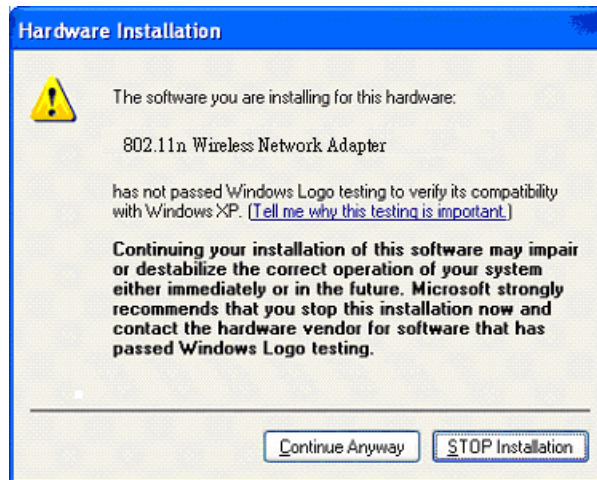 Hardware Installation
The software you are installing for this hardware:
802.11n Wireless Network Adapter
has not passed Windows Logo testing to verify its compatibility
with Windows XP. (Tell me why this testing is important.)
Continuing your installation of this software may impair
or destabilize the correct operation of your system
either immediately or in the future. Microsoft strongly
recommends that you stop this installation now and
contact the hardware vendor for software that has
passed Windows Logo testing.
Continue Anyway
STOP Installation